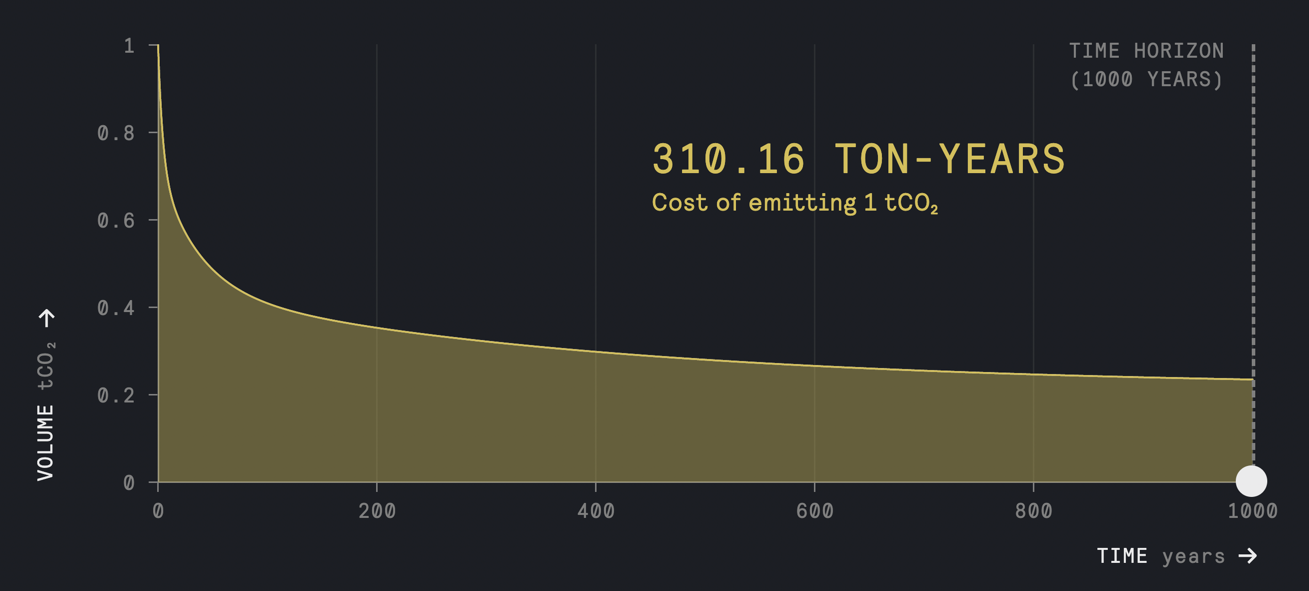 1
TIME HORIZON
(1000 YEARS)
0.8
310.16 TON-YEARS
Cost of emitting 1 tCO₂
0.6
0.4
0.2
0
VOLUME tCO₂ →
0 200 400 600 800 1000
TIME years →